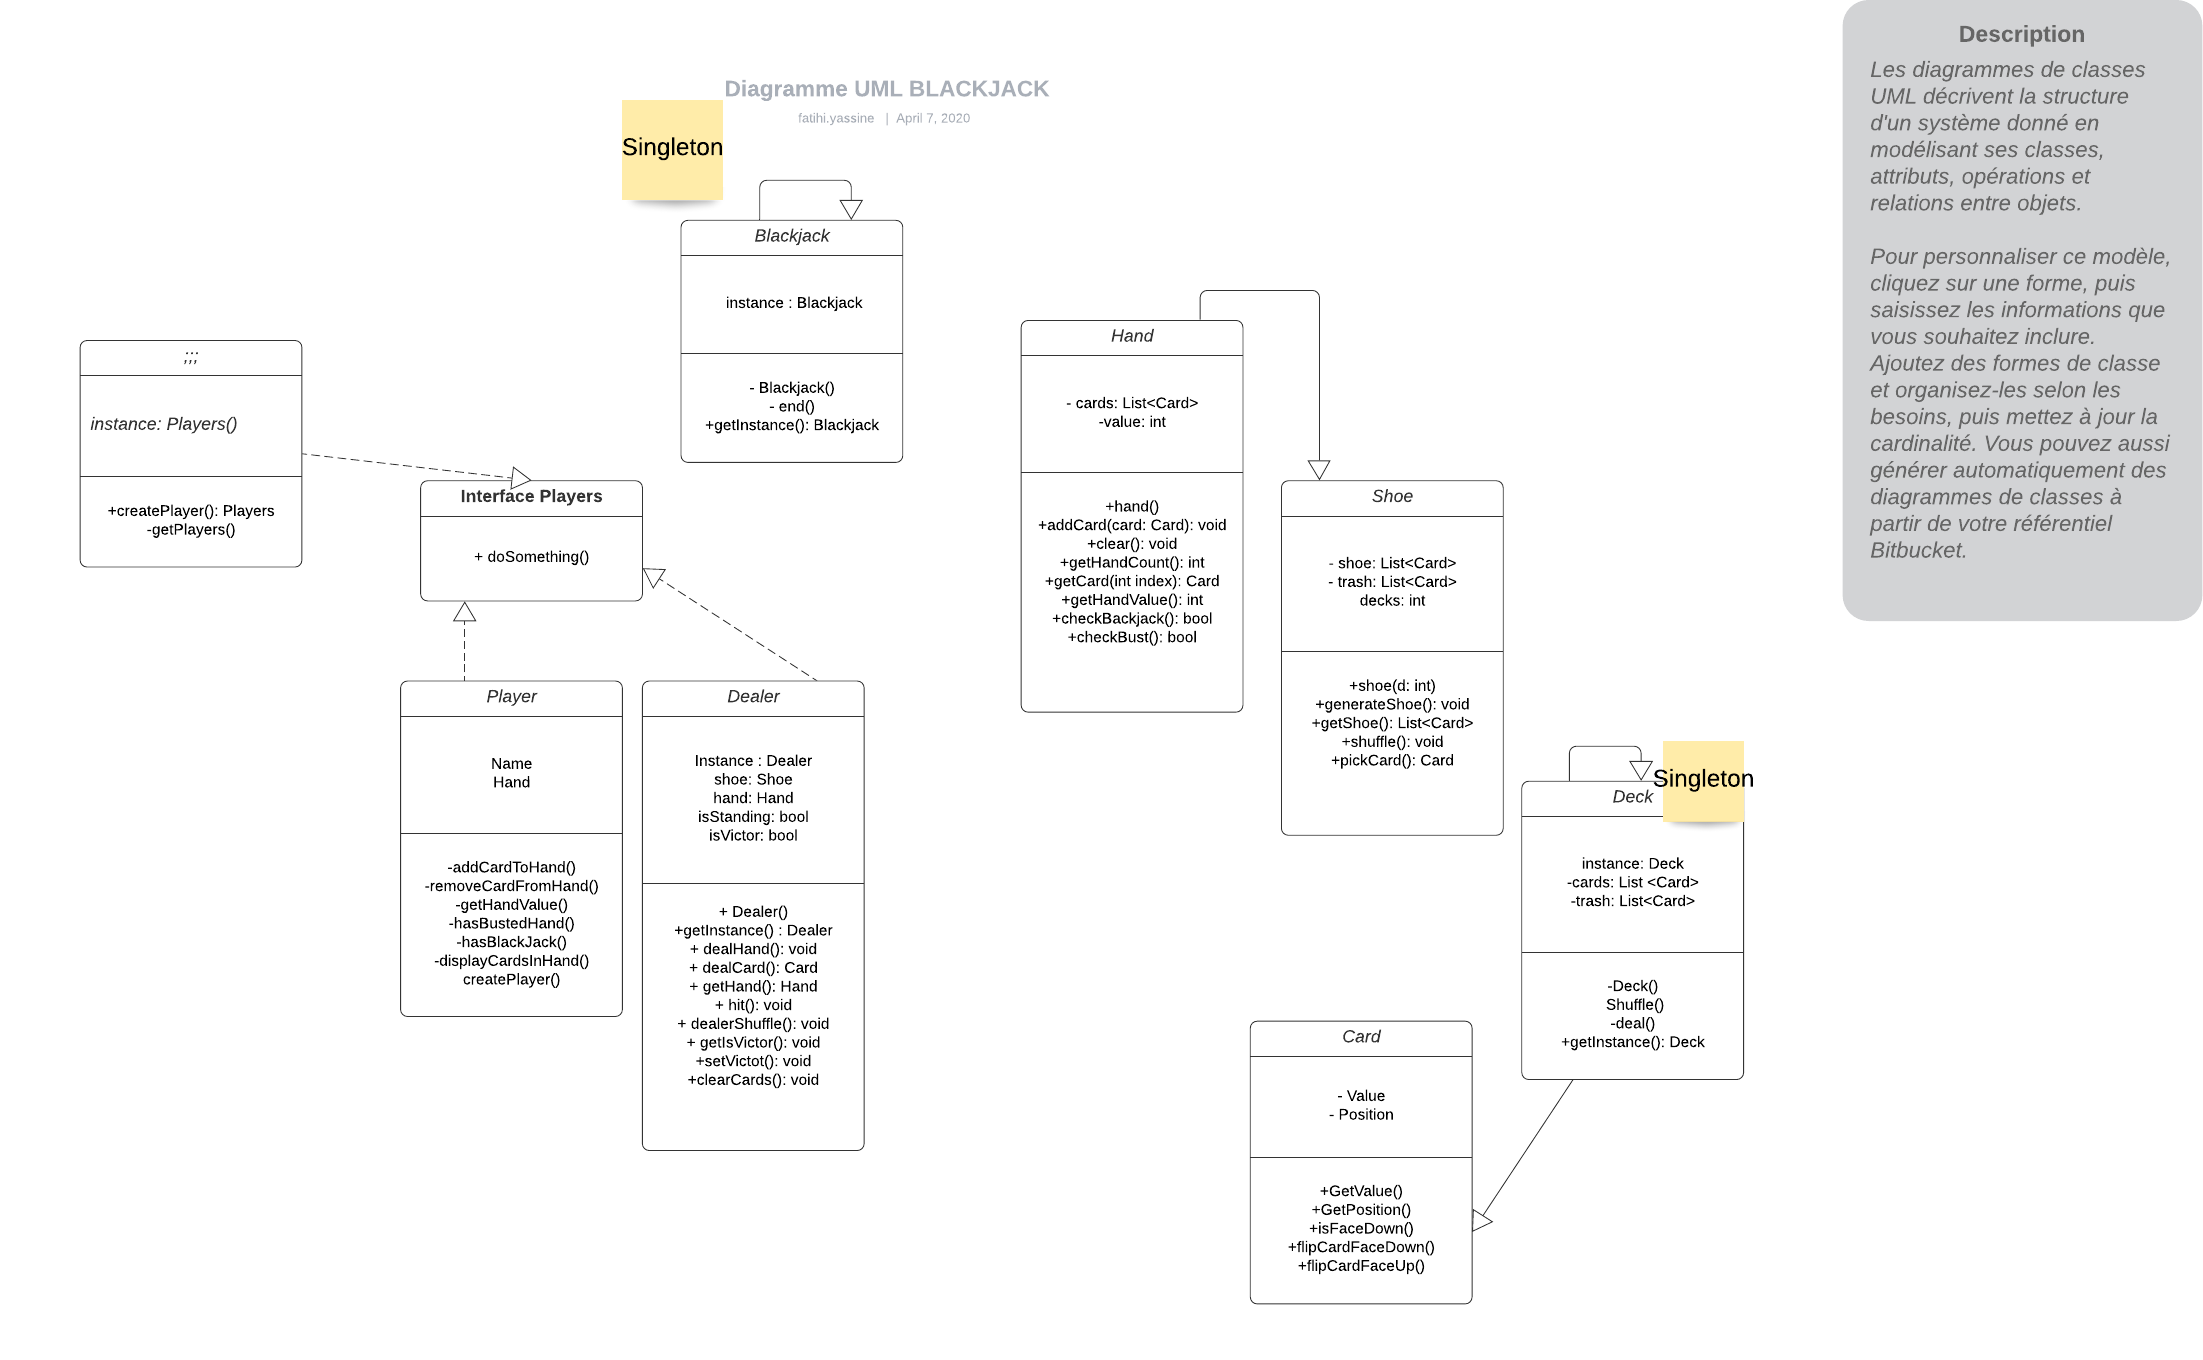 Diagramme UML BLACKJACK
fatihi.yassine | April 7, 2020
Singleton
Blackjack
instance : Blackjack
- Blackjack()
- end()
+getInstance(): Blackjack
;;;
instance: Players()
+createPlayer(): Players
-getPlayers()
Interface Players
+ doSomething()
Player
Name
Hand
-addCardToHand()
-removeCardFromHand()
-getHandValue()
-hasBustedHand()
-hasBlackJack()
-displayCardsInHand()
createPlayer()
Dealer
Instance : Dealer
shoe: Shoe
hand: Hand
isStanding: bool
isVictor: bool
+ Dealer()
+getInstance() : Dealer
+ dealHand(): void
+ dealCard(): Card
+ getHand(): Hand
+ hit(): void
+ dealerShuffle(): void
+ getIsVictor(): void
+setVictot(): void
+clearCards(): void
Hand
- cards: List<Card>
-value: int
+hand()
+addCard(card: Card): void
+clear(): void
+getHandCount(): int
+getCard(int index): Card
+getHandValue(): int
+checkBackjack(): bool
+checkBust(): bool
Shoe
- shoe: List<Card>
- trash: List<Card>
decks: int
+shoe(d: int)
+generateShoe(): void
+getShoe(): List<Card>
+shuffle(): void
+pickCard(): Card
Singleton
Deck
instance: Deck
-cards: List <Card>
-trash: List<Card>
-Deck()
Shuffle()
-deal()
+getInstance(): Deck
Card
- Value
- Position
+GetValue()
+GetPosition()
+isFaceDown()
+flipCardFaceDown()
+flipCardFaceUp()
Description
Les diagrammes de classes
UML décrivent la structure
d'un système donné en
modélisant ses classes,
attributs, opérations et
relations entre objets.
Pour personnaliser ce modèle,
cliquez sur une forme, puis
saisissez les informations que
vous souhaitez inclure.
Ajoutez des formes de classe
et organisez-les selon les
besoins, puis mettez à jour la
cardinalité. Vous pouvez aussi
générer automatiquement des
diagrammes de classes à
partir de votre référentiel
Bitbucket.